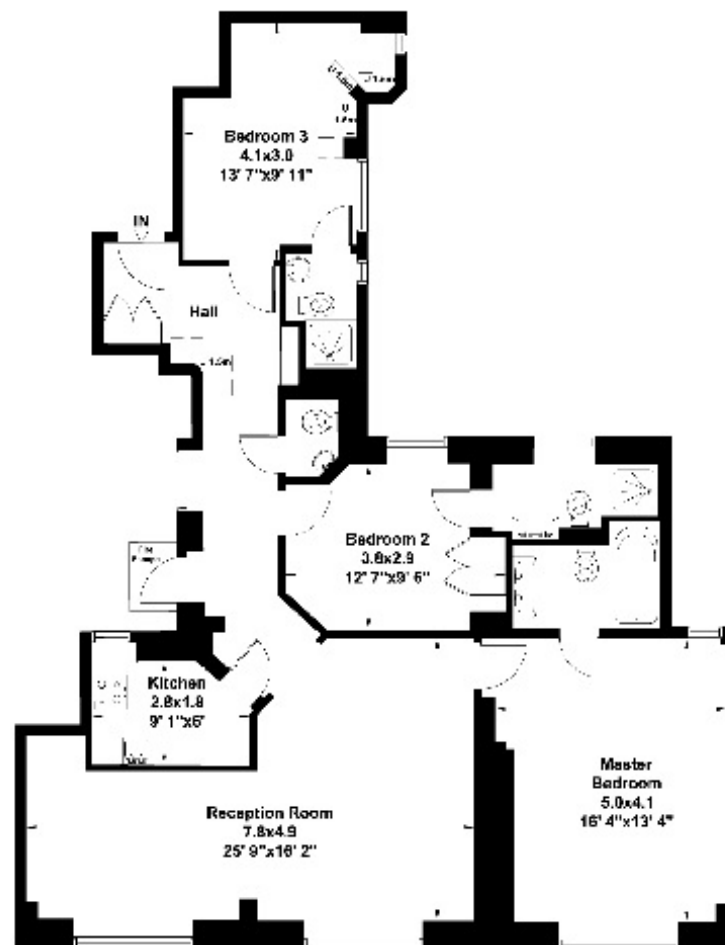 Bedroom 3
4.1x3.0
13' 7"x9' 11"
IN
Hall
Bedroom 2
3.8x2.9
12' 7"x9' 6"
Kitchen
2.8x1.8
9' 1"x6'
Master
Bedroom
5.0x4.1
16' 4"x13' 4"
Reception Room
7.8x4.9
25' 9"x16' 2"